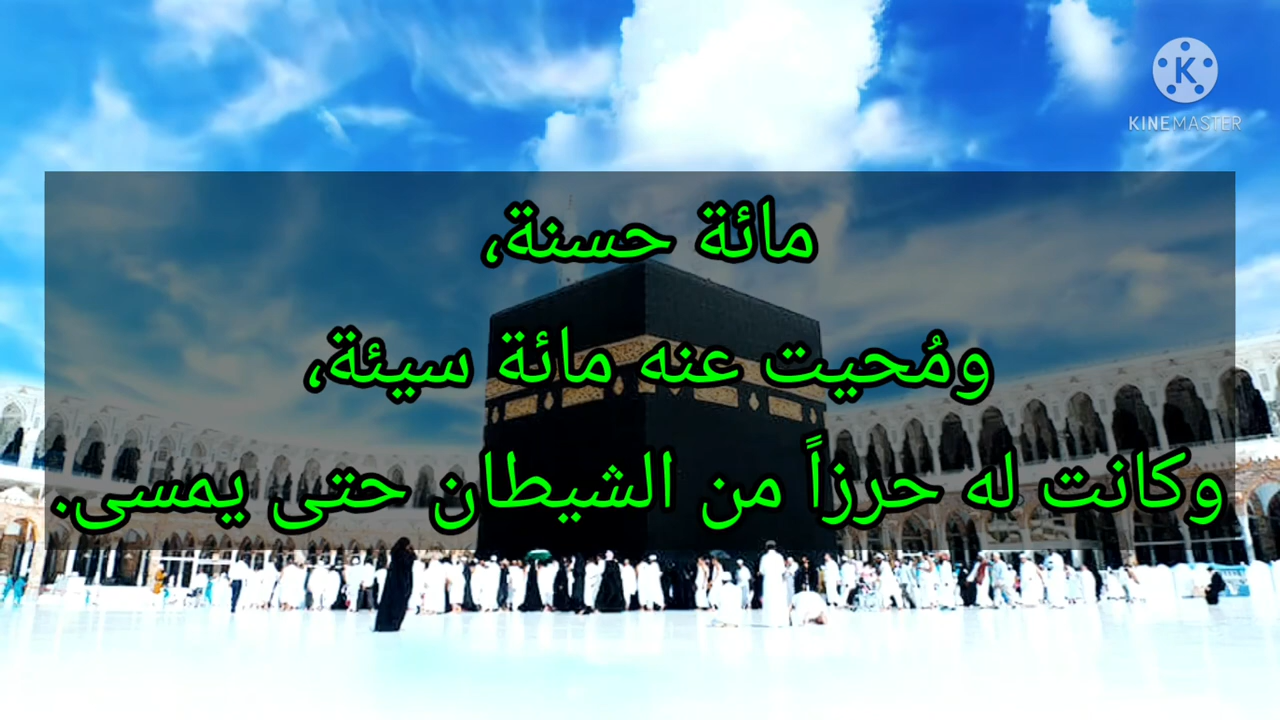 KINEMASTER
مائة حسنة،
ومُحيت عنه مائة سيئة،
وكانت له حرزاً من الشيطان حتى يمسى.